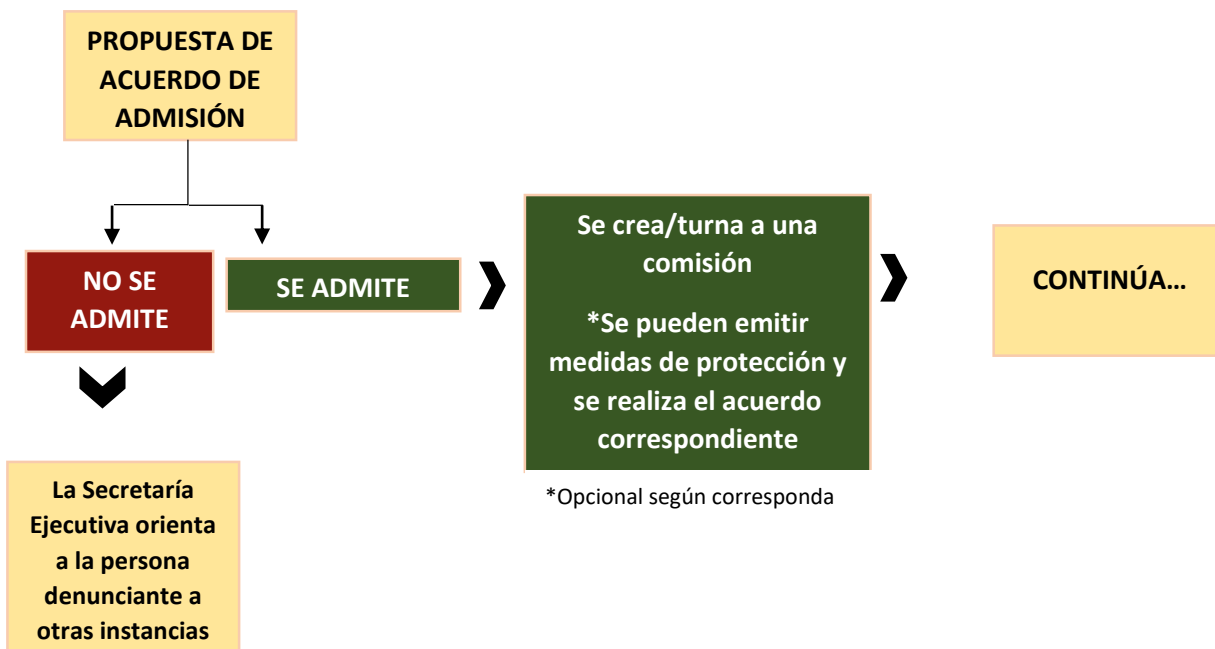 PROPUESTA DE
ACUERDO DE
ADMISIÓN
NO SE
ADMITE
SE ADMITE
Se crea/turna a una
comisión
*Se pueden emitir
medidas de protección y
se realiza el acuerdo
correspondiente
*Opcional según corresponda
CONTINÚA...
La Secretaría
Ejecutiva orienta
a la persona
denunciante a
otras instancias